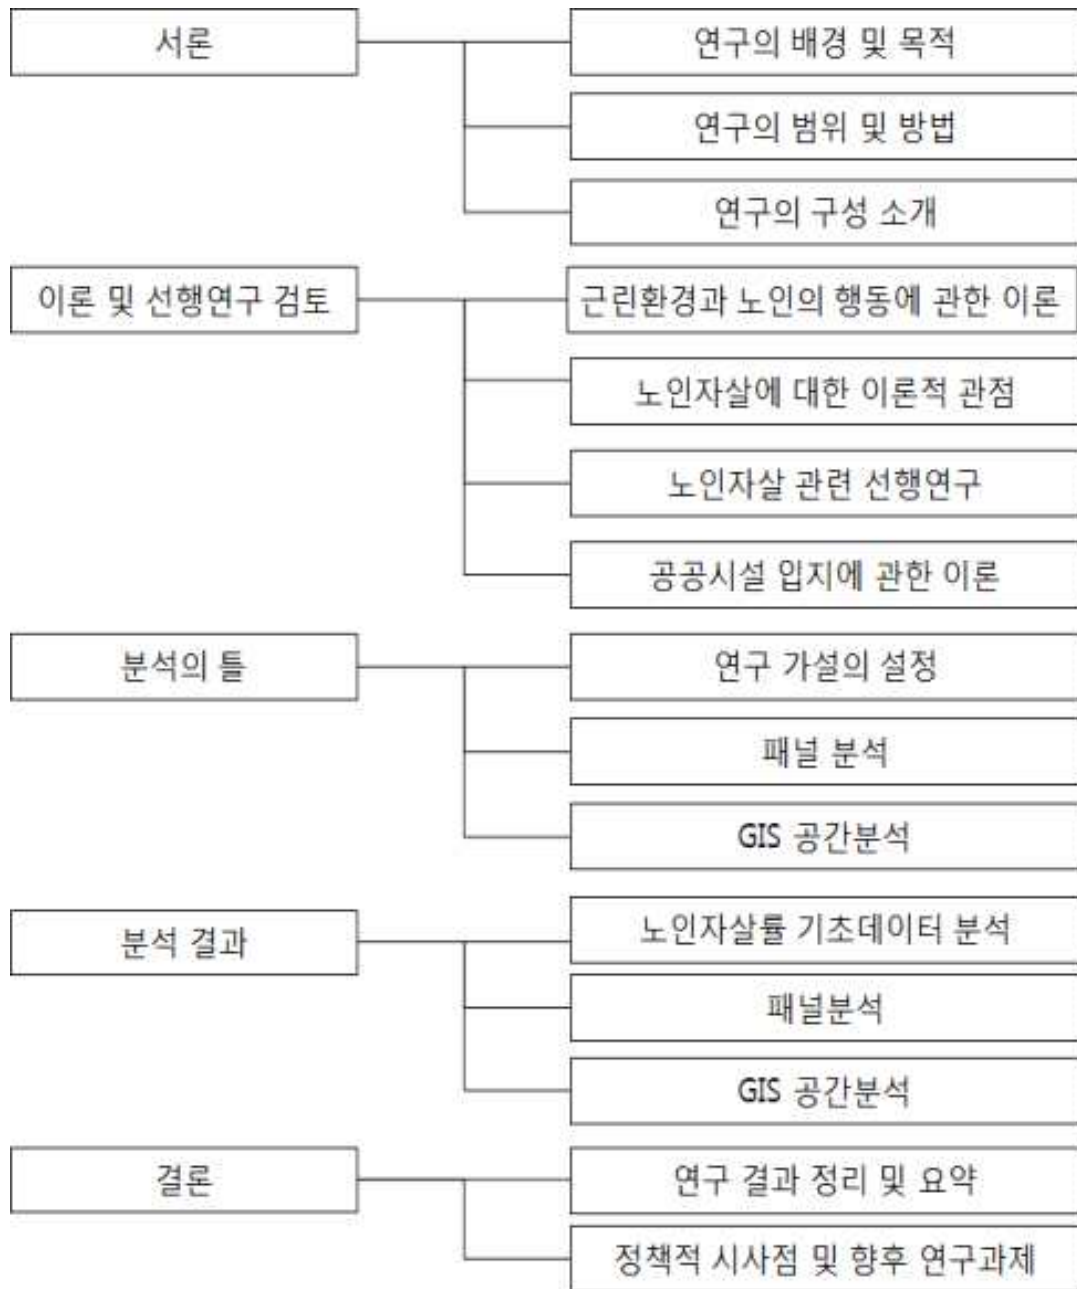 서론
연구의 배경 및 목적
연구의 범위 및 방법
연구의 구성 소개
이론 및 선행연구 검토
근린환경과 노인의 행동에 관한 이론
노인자살에 대한 이론적 관점
노인자살 관련 선행연구
공공시설 입지에 관한 이론
분석의 틀
연구 가설의 설정
패널 분석
GIS 공간분석
분석 결과
노인자살률 기초데이터 분석
패널분석
GIS 공간분석
결론
연구 결과 정리 및 요약
정책적 시사점 및 향후 연구과제